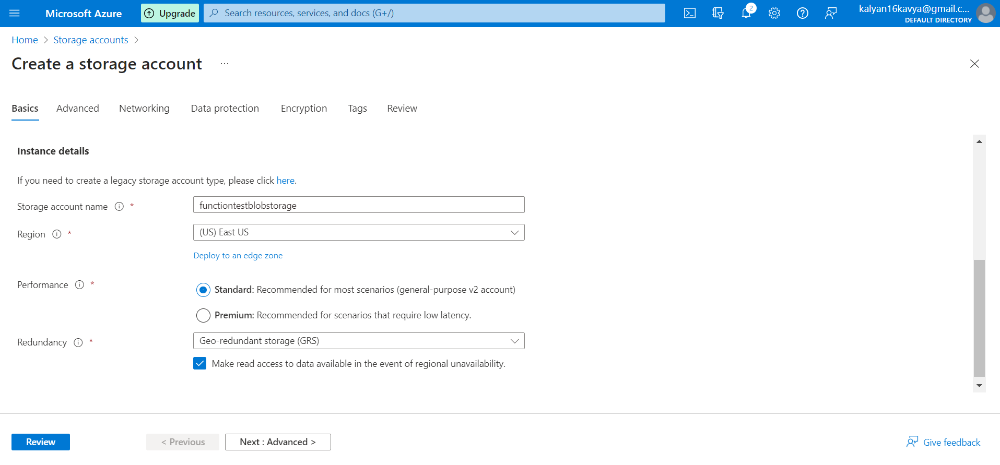 Microsoft Azure
Upgrade
Search resources, services, and docs (G+/)
2
kalyan16kavya@gmail.c...
DEFAULT DIRECTORY
Home > Storage accounts >
Create a storage account ...
Basics Advanced Networking Data protection Encryption Tags Review
Instance details
If you need to create a legacy storage account type, please click here.
Storage account name * functiontestblobstorage
Region * (US) East US
Deploy to an edge zone
Performance *
Standard: Recommended for most scenarios (general-purpose v2 account)
Premium: Recommended for scenarios that require low latency.
Redundancy * Geo-redundant storage (GRS)
Make read access to data available in the event of regional unavailability.
Review < Previous Next : Advanced > Give feedback